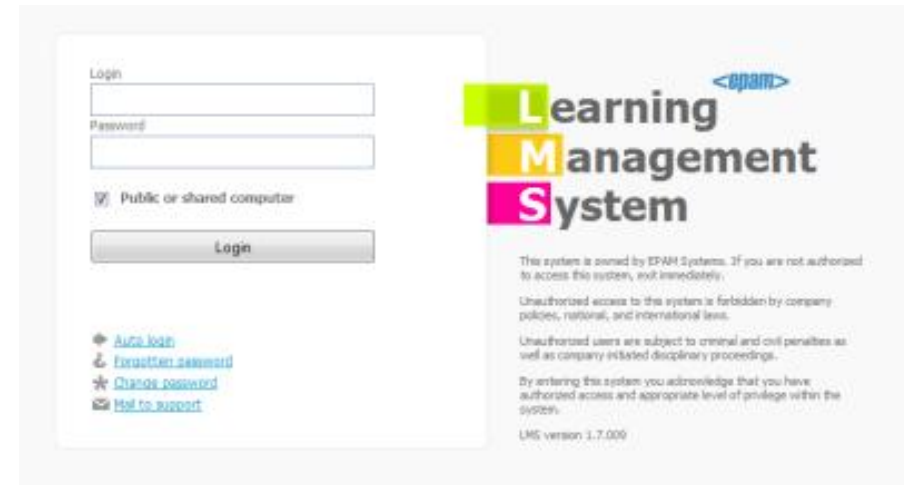 Login
Password
Public or shared computer
Login
Auto login
Forgotten password
Change password
Mail to support
<epam>
Learning
Management
System
This system is owned by EPAM Systems. If you are not authorized
to access this system, exit immediately.
Unauthorized access to this system is forbidden by company
policies, national, and international laws.
Unauthorized users are subject to criminal and civil penalties as
well as company initiated disciplinary proceedings.
By entering this system you acknowledge that you have
authorized access and appropriate level of privilege within the
system.
LMS version 1.7.009